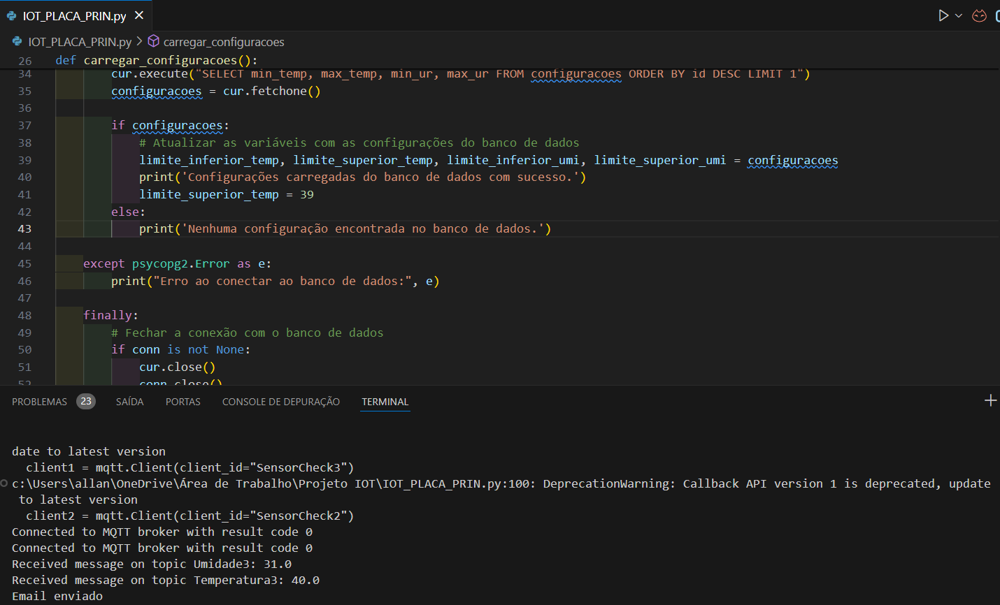 IOT_PLACA_PRIN.py
IOT_PLACA_PRIN.py > carregar_configuracoes
26 def carregar_configuracoes():
34 cur.execute("SELECT min_temp, max_temp, min_ur, max_ur FROM configuracoes ORDER BY id DESC LIMIT 1")
35 configuracoes = cur.fetchone()
36
37 if configuracoes:
38 # Atualizar as variáveis com as configurações do banco de dados
39 limite_inferior_temp, limite_superior_temp, limite_inferior_umi, limite_superior_umi = configuracoes
40 print('Configurações carregadas do banco de dados com sucesso.')
41 limite_superior_temp = 39
42 else:
43 print('Nenhuma configuração encontrada no banco de dados.')
44
45 except psycopg2.Error as e:
46 print("Erro ao conectar ao banco de dados:", e)
47
48 finally:
49 # Fechar a conexão com o banco de dados
50 if conn is not None:
51 cur.close()
52 conn.close()
PROBLEMAS 23 SAÍDA PORTAS CONSOLE DE DEPURAÇÃO TERMINAL
date to latest version
client1 = mqtt.Client(client_id="SensorCheck3")
c:\Users\allan\OneDrive\Área de Trabalho\Projeto IOT\IOT_PLACA_PRIN.py:100: DeprecationWarning: Callback API version 1 is deprecated, update
to latest version
client2 = mqtt.Client(client_id="SensorCheck2")
Connected to MQTT broker with result code 0
Connected to MQTT broker with result code 0
Received message on topic Umidade3: 31.0
Received message on topic Temperatura3: 40.0
Email enviado